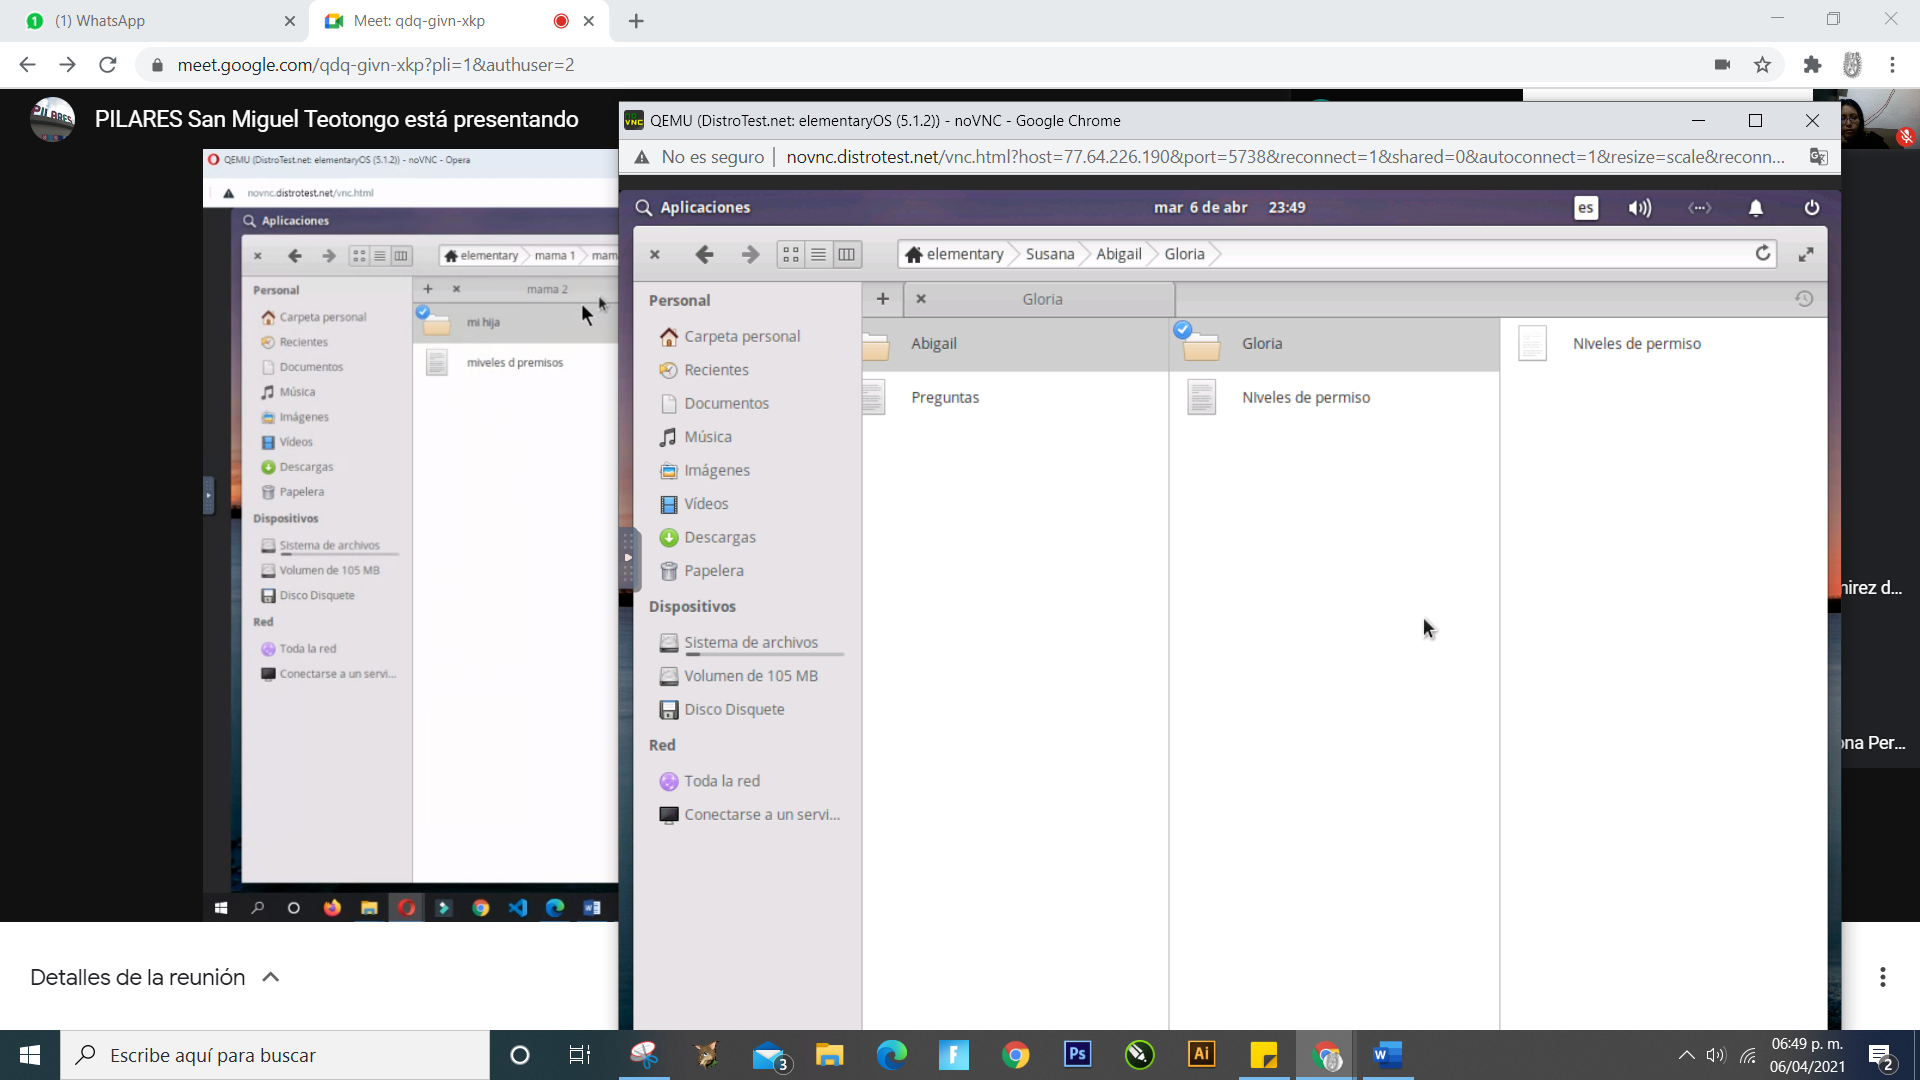 (1) WhatsApp
Meet: qdq-givn-xkp
meet.google.com/qdq-givn-xkp?pli=1&authuser=2
PILARES San Miguel Teotongo está presentando
QEMU (DistroTest.net: elementaryOS (5.1.2)) - noVNC - Opera
novnc.distrotest.net/vnc.html
Aplicaciones
elementary
mama 1
mam
Personal
mama 2
Carpeta personal
mi hija
Recientes
Documentos
miveles d premisos
Música
Imágenes
Vídeos
Descargas
Papelera
Dispositivos
Sistema de archivos
Volumen de 105 MB
Disco Disquete
Red
Toda la red
Conectarse a un servi...
QEMU (DistroTest.net: elementaryOS (5.1.2)) - noVNC - Google Chrome
No es seguro
novnc.distrotest.net/vnc.html?host=77.64.226.190&port=5738&reconnect=1&shared=0&autoconnect=1&resize=scale&reconn...
Aplicaciones
mar 6 de abr 23:49
es
elementary
Susana
Abigail
Gloria
Personal
Gloria
Carpeta personal
Abigail
Gloria
NIveles de permiso
Recientes
Documentos
Preguntas
NIveles de permiso
Música
Imágenes
Vídeos
Descargas
Papelera
Dispositivos
Sistema de archivos
Volumen de 105 MB
Disco Disquete
Red
Toda la red
Conectarse a un servi...
irez d...
na Per...
Detalles de la reunión
Escribe aquí para buscar
3
F
Ps
Ai
W
06:49 p. m.
06/04/2021
2